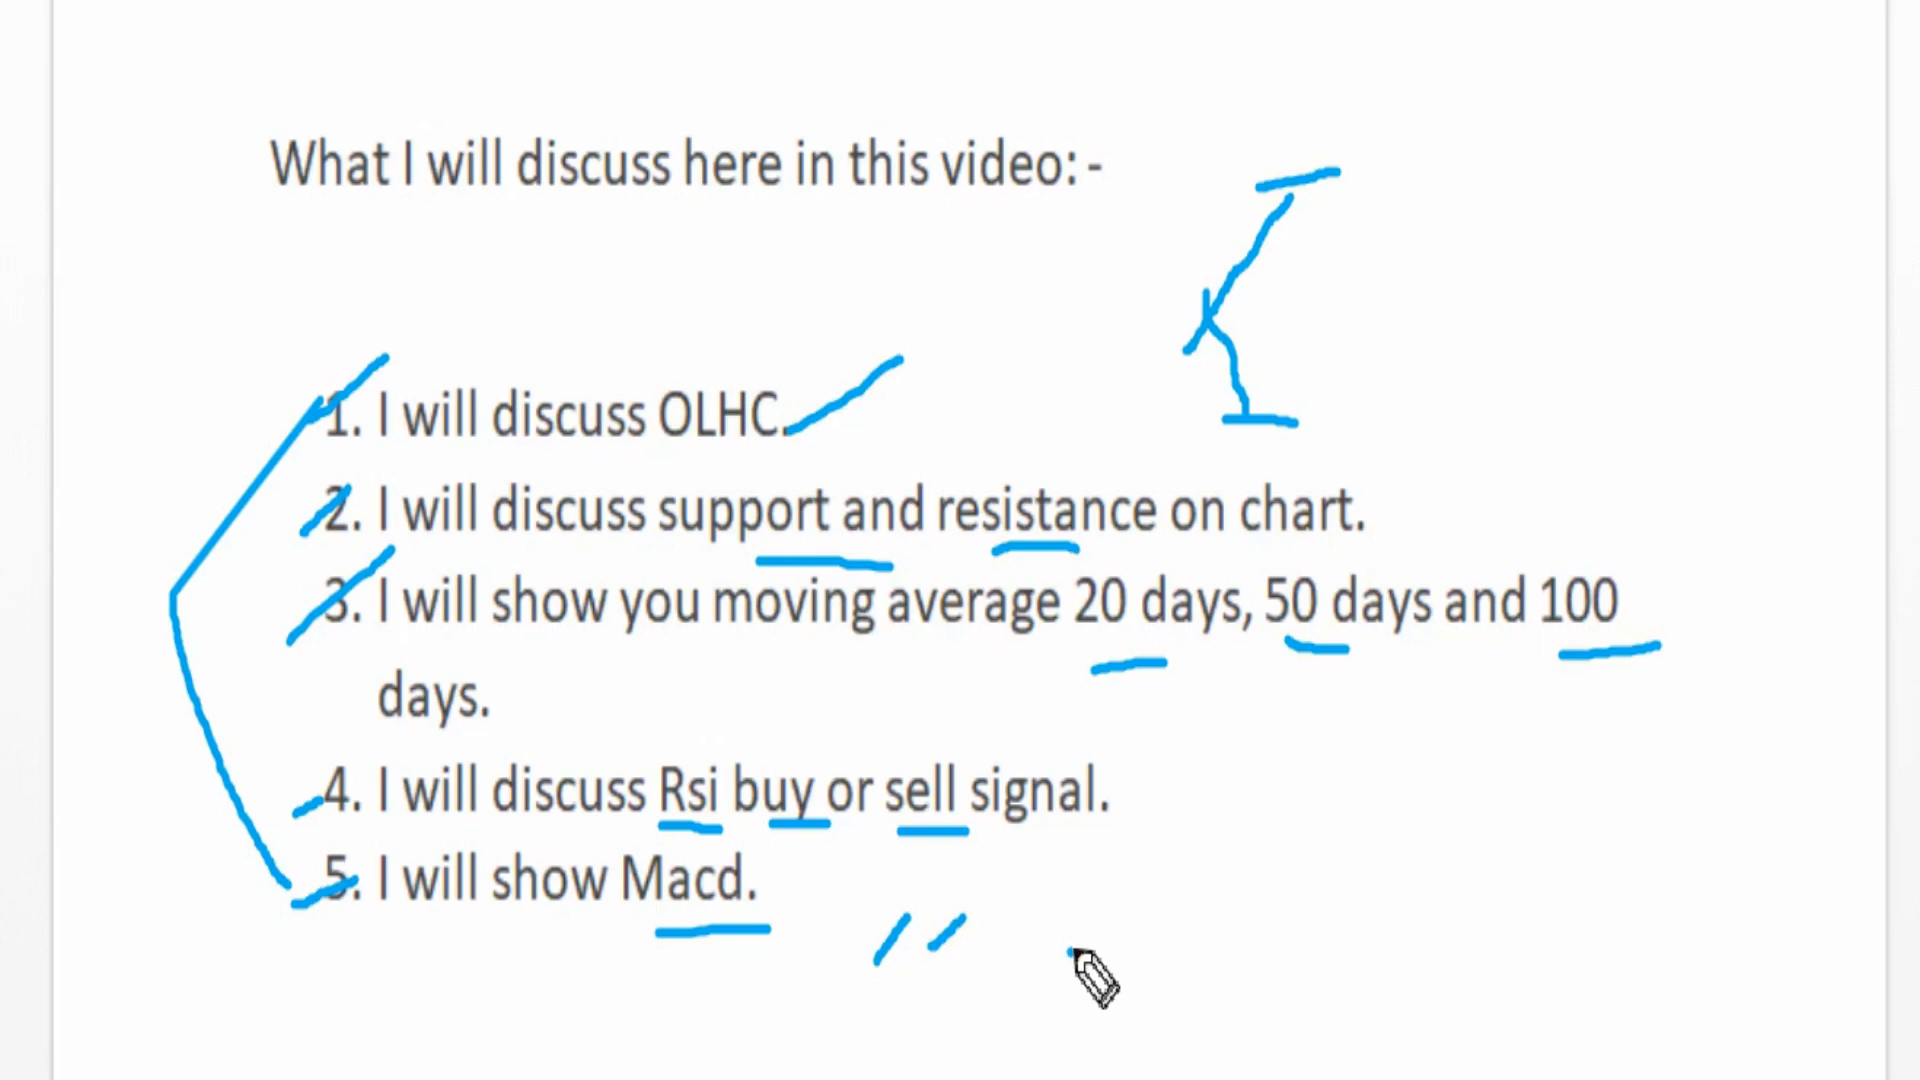 What I will discuss here in this video: -
1. I will discuss OLHC.
2. I will discuss support and resistance on chart.
3. I will show you moving average 20 days, 50 days and 100
days.
4. I will discuss Rsi buy or sell signal.
5. I will show Macd.